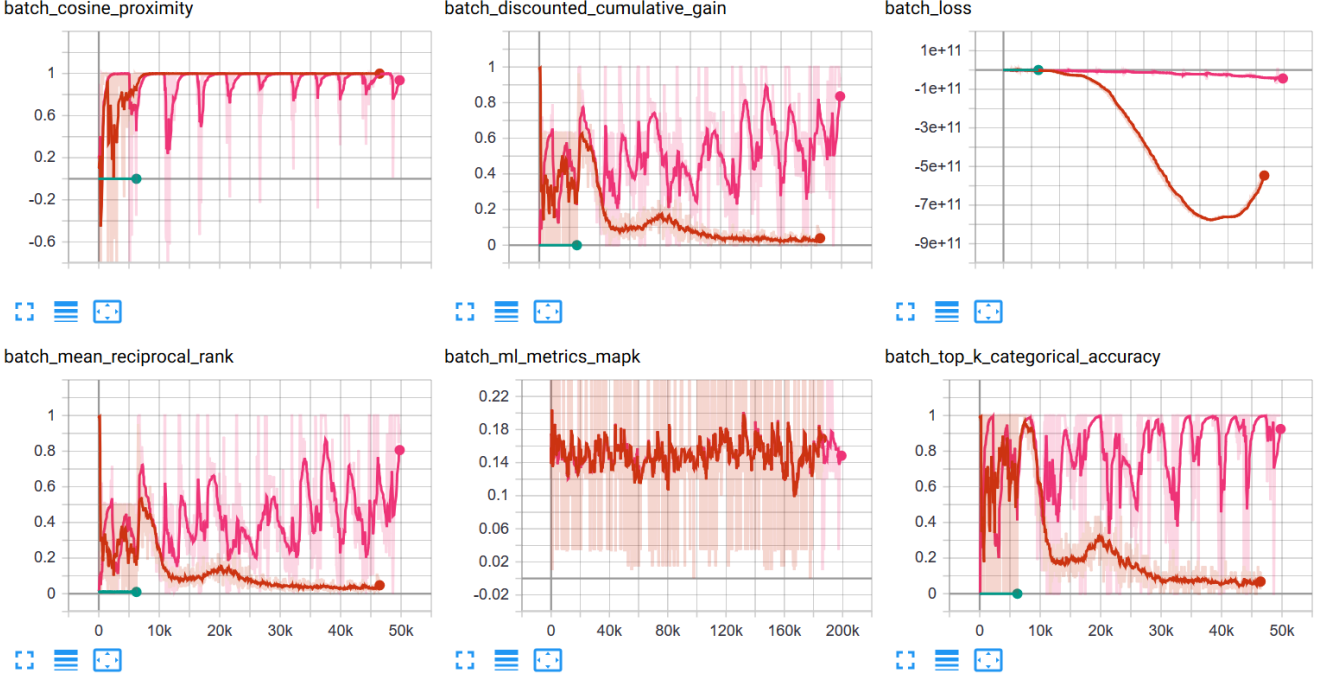 batch_cosine_proximity
1
0.6
0.2
-0.2
-0.6
batch_discounted_cumulative_gain
1
0.8
0.6
0.4
0.2
0
batch_loss
1e+11
-1e+11
-3e+11
-5e+11
-7e+11
-9e+11
batch_mean_reciprocal_rank
1
0.8
0.6
0.4
0.2
0
0 10k 20k 30k 40k 50k
batch_ml_metrics_mapk
0.22
0.18
0.14
0.1
0.06
0.02
-0.02
0 40k 80k 120k 160k 200k
batch_top_k_categorical_accuracy
1
0.8
0.6
0.4
0.2
0
0 10k 20k 30k 40k 50k